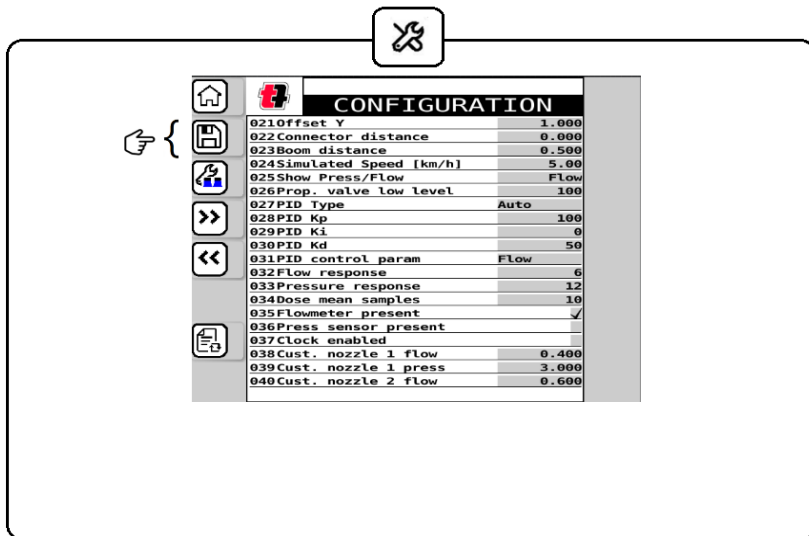 CONFIGURATION
021Offset Y 1.000
022Connector distance 0.000
023Boom distance 0.500
024Simulated Speed [km/h] 5.00
025Show Press/Flow Flow
026Prop. valve low level 100
027PID Type Auto
028PID Kp 100
029PID Ki 0
030PID Kd 50
031PID control param Flow
032Flow response 6
033Pressure response 12
034Dose mean samples 10
035Flowmeter present ✓
036Press sensor present
037Clock enabled
038Cust. nozzle 1 flow 0.400
039Cust. nozzle 1 press 3.000
040Cust. nozzle 2 flow 0.600
>>
<<